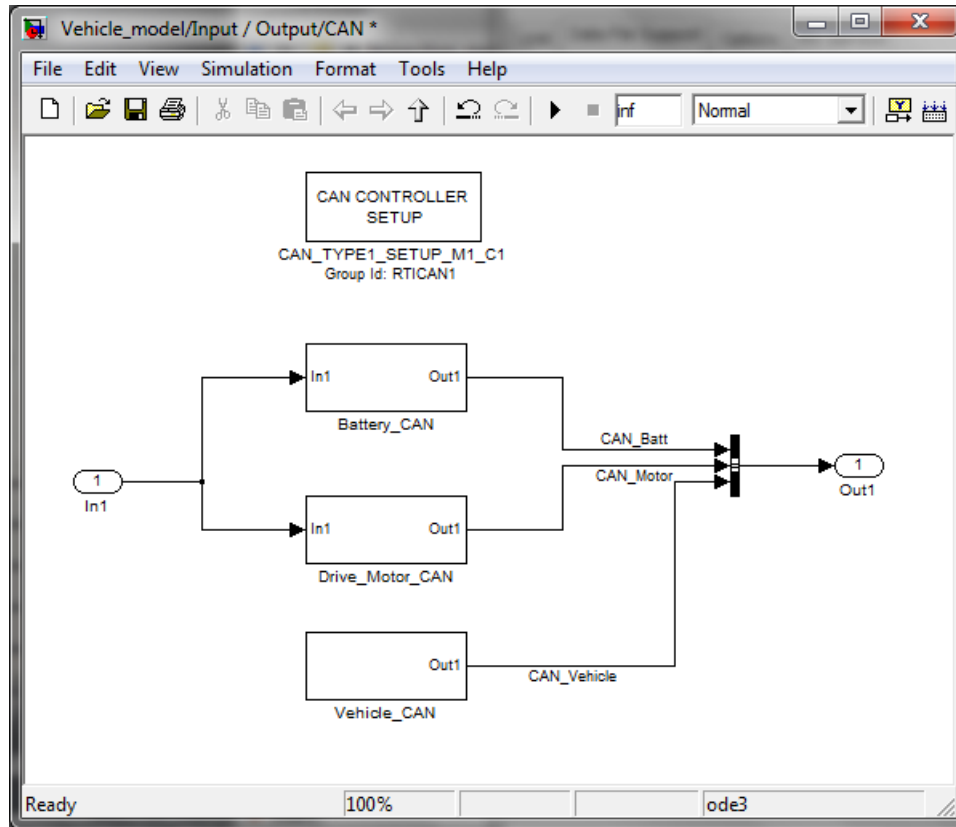 Vehicle_model/Input / Output/CAN *
File Edit View Simulation Format Tools Help
inf Normal
CAN CONTROLLER
SETUP
CAN_TYPE1_SETUP_M1_C1
Group Id: RTICAN1
In1 Out1
Battery_CAN
CAN_Batt
CAN_Motor
1
In1
1
Out1
In1 Out1
Drive_Motor_CAN
Out1
CAN_Vehicle
Vehicle_CAN
Ready 100% ode3